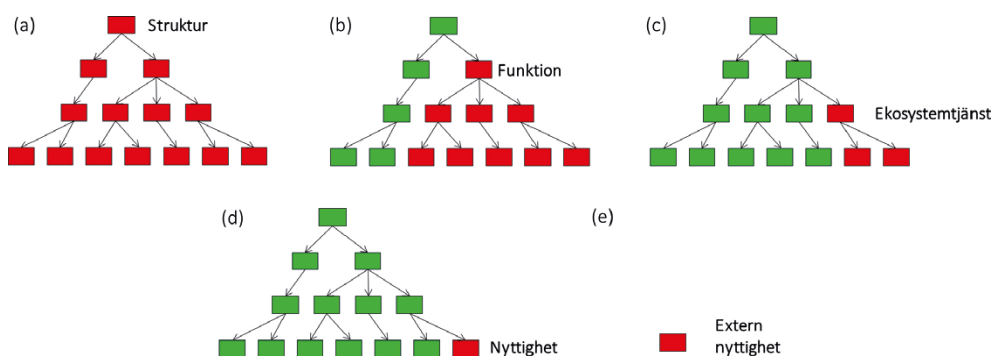 (a)
Struktur
(b)
Funktion
(c)
Ekosystemtjänst
(d)
Nyttighet
(e)
Extern
nyttighet